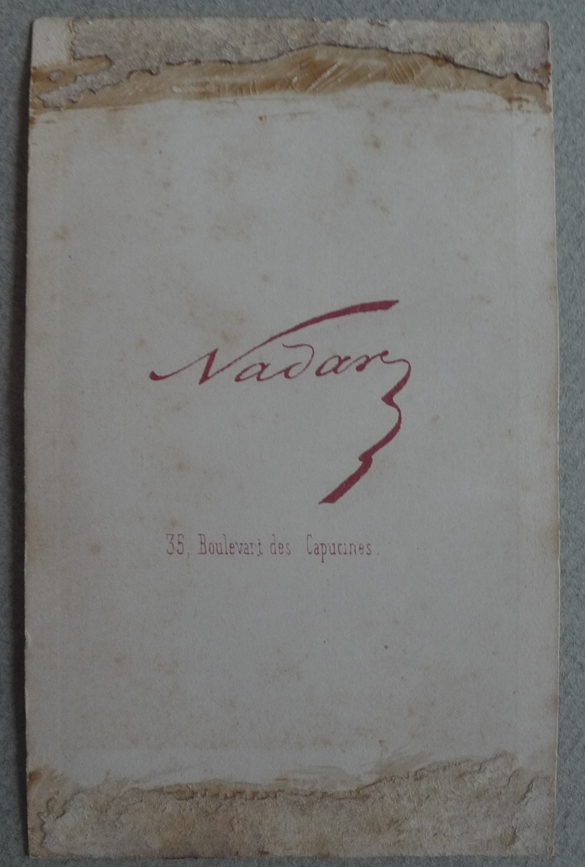 Nadar
35, Boulevart des Capucines.